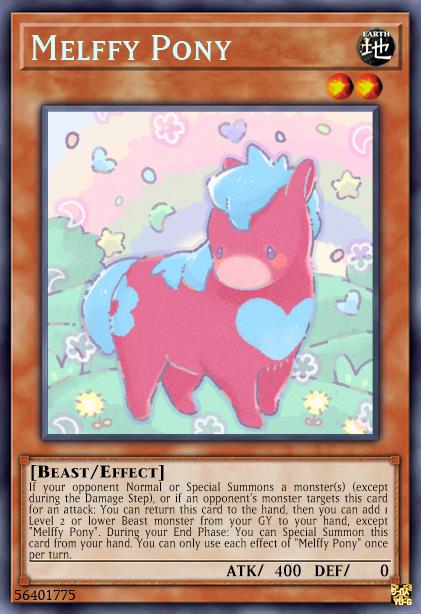 Melffy Pony
EARTH
地
[Beast/Effect]
If your opponent Normal or Special Summons a monster(s) (except
during the Damage Step), or if an opponent's monster targets this card
for an attack: You can return this card to the hand, then you can add 1
Level 2 or lower Beast monster from your GY to your hand, except
"Melffy Pony". During your End Phase: You can Special Summon this
card from your hand. You can only use each effect of "Melffy Pony" once
per turn.
ATK/ 400 DEF/ 0
56401775